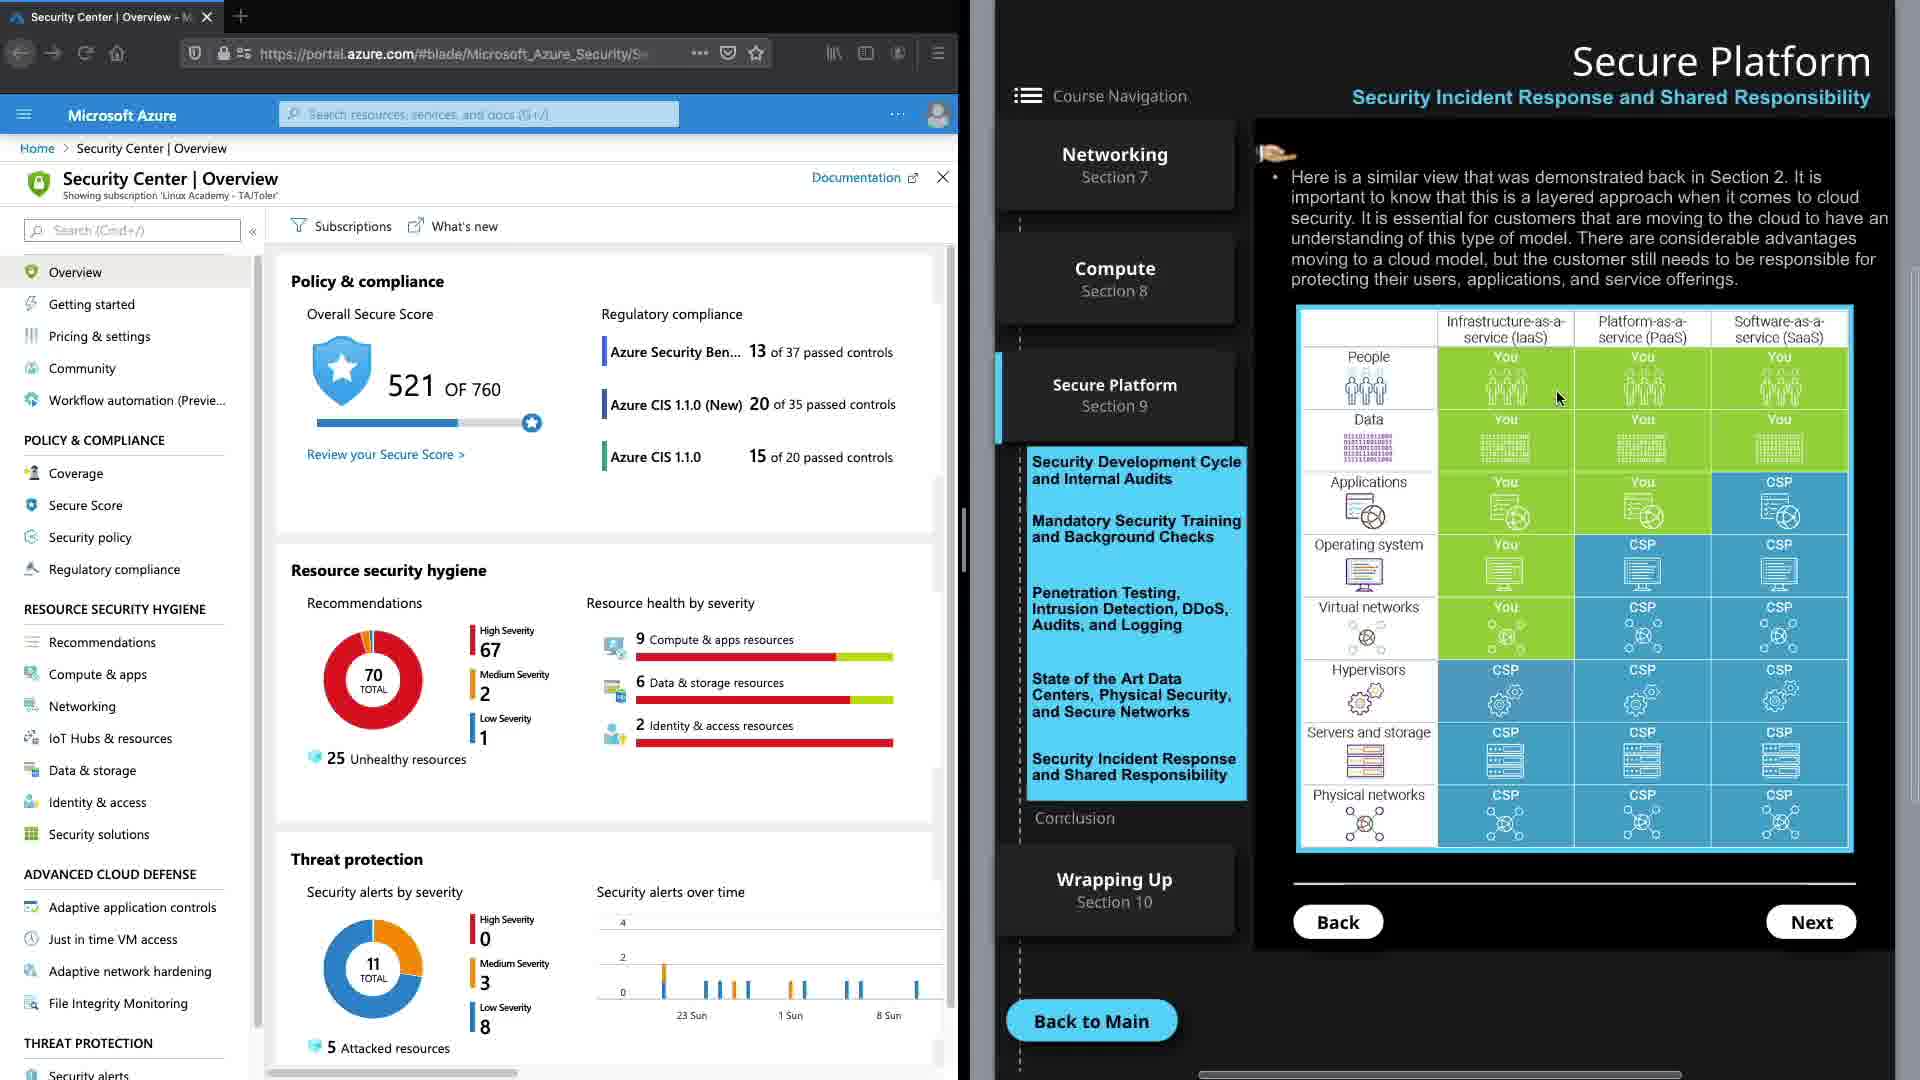 Security Center | Overview - M
https://portal.azure.com/#blade/Microsoft_Azure_Security/Se
Microsoft Azure
Search resources, services, and docs (G+/)
Home > Security Center | Overview
Security Center | Overview
Showing subscription 'Linux Academy - TA/Toler'
Documentation
Search (Cmd+/)
Overview
Getting started
Pricing & settings
Community
Workflow automation (Previe...
POLICY & COMPLIANCE
Coverage
Secure Score
Security policy
Regulatory compliance
RESOURCE SECURITY HYGIENE
Recommendations
Compute & apps
Networking
IoT Hubs & resources
Data & storage
Identity & access
Security solutions
ADVANCED CLOUD DEFENSE
Adaptive application controls
Just in time VM access
Adaptive network hardening
File Integrity Monitoring
THREAT PROTECTION
Security alerts
Subscriptions
What's new
Policy & compliance
Overall Secure Score
521 OF 760
Review your Secure Score >
Regulatory compliance
Azure Security Ben... 13 of 37 passed controls
Azure CIS 1.1.0 (New) 20 of 35 passed controls
Azure CIS 1.1.0 15 of 20 passed controls
Resource security hygiene
Recommendations
70
TOTAL
High Severity
67
Medium Severity
2
Low Severity
1
25 Unhealthy resources
Resource health by severity
9 Compute & apps resources
6 Data & storage resources
2 Identity & access resources
Threat protection
Security alerts by severity
11
TOTAL
High Severity
0
Medium Severity
3
Low Severity
8
5 Attacked resources
Security alerts over time
4
2
0
23 Sun 1 Sun 8 Sun
Secure Platform
Security Incident Response and Shared Responsibility
Course Navigation
Networking
Section 7
Compute
Section 8
Secure Platform
Section 9
Security Development Cycle
and Internal Audits
Mandatory Security Training
and Background Checks
Penetration Testing,
Intrusion Detection, DDoS,
Audits, and Logging
State of the Art Data
Centers, Physical Security,
and Secure Networks
Security Incident Response
and Shared Responsibility
Conclusion
Wrapping Up
Section 10
Back to Main
• Here is a similar view that was demonstrated back in Section 2. It is
important to know that this is a layered approach when it comes to cloud
security. It is essential for customers that are moving to the cloud to have an
understanding of this type of model. There are considerable advantages
moving to a cloud model, but the customer still needs to be responsible for
protecting their users, applications, and service offerings.
Infrastructure-as-a-
service (IaaS)
Platform-as-a-
service (PaaS)
Software-as-a-
service (SaaS)
People You You You
Data You You You
Applications You You CSP
Operating system You CSP CSP
Virtual networks You CSP CSP
Hypervisors CSP CSP CSP
Servers and storage CSP CSP CSP
Physical networks CSP CSP CSP
Back
Next